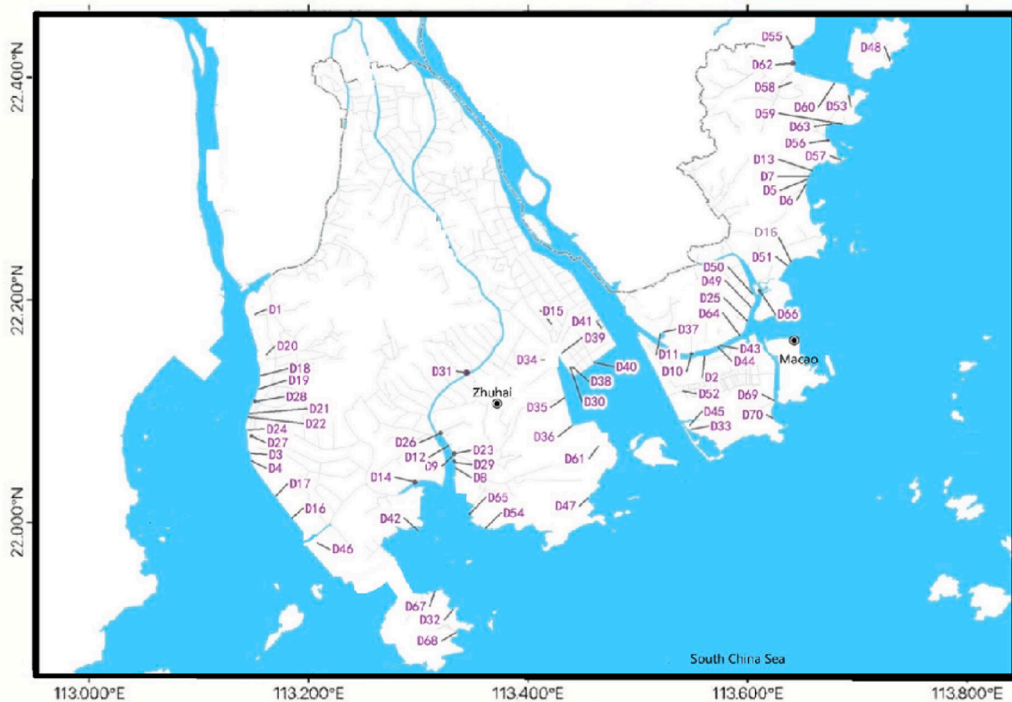 D55
D48
22.400°N
D62
D58
D60
D53
D59
D63
D56
D57
D13
D7
D5
D6
D16
D51
D50
D49
22.200°N
D1
D25
D64
D66
D15
D41
D37
D39
D20
D34
D11
D43
D44
Macao
D10
D40
D18
D31
D38
D2
D19
Zhuhai
D52
D69
D28
D30
D21
D35
D45
D70
D22
D33
D24
D36
D27
D26
D23
D3
D12
D61
D4
D9
D29
D14
D8
D17
D65
D47
D16
D42
D54
22.000°N
D46
D67
D32
D68
South China Sea
113.000°E
113.200°E
113.400°E
113.600°E
113.800°E